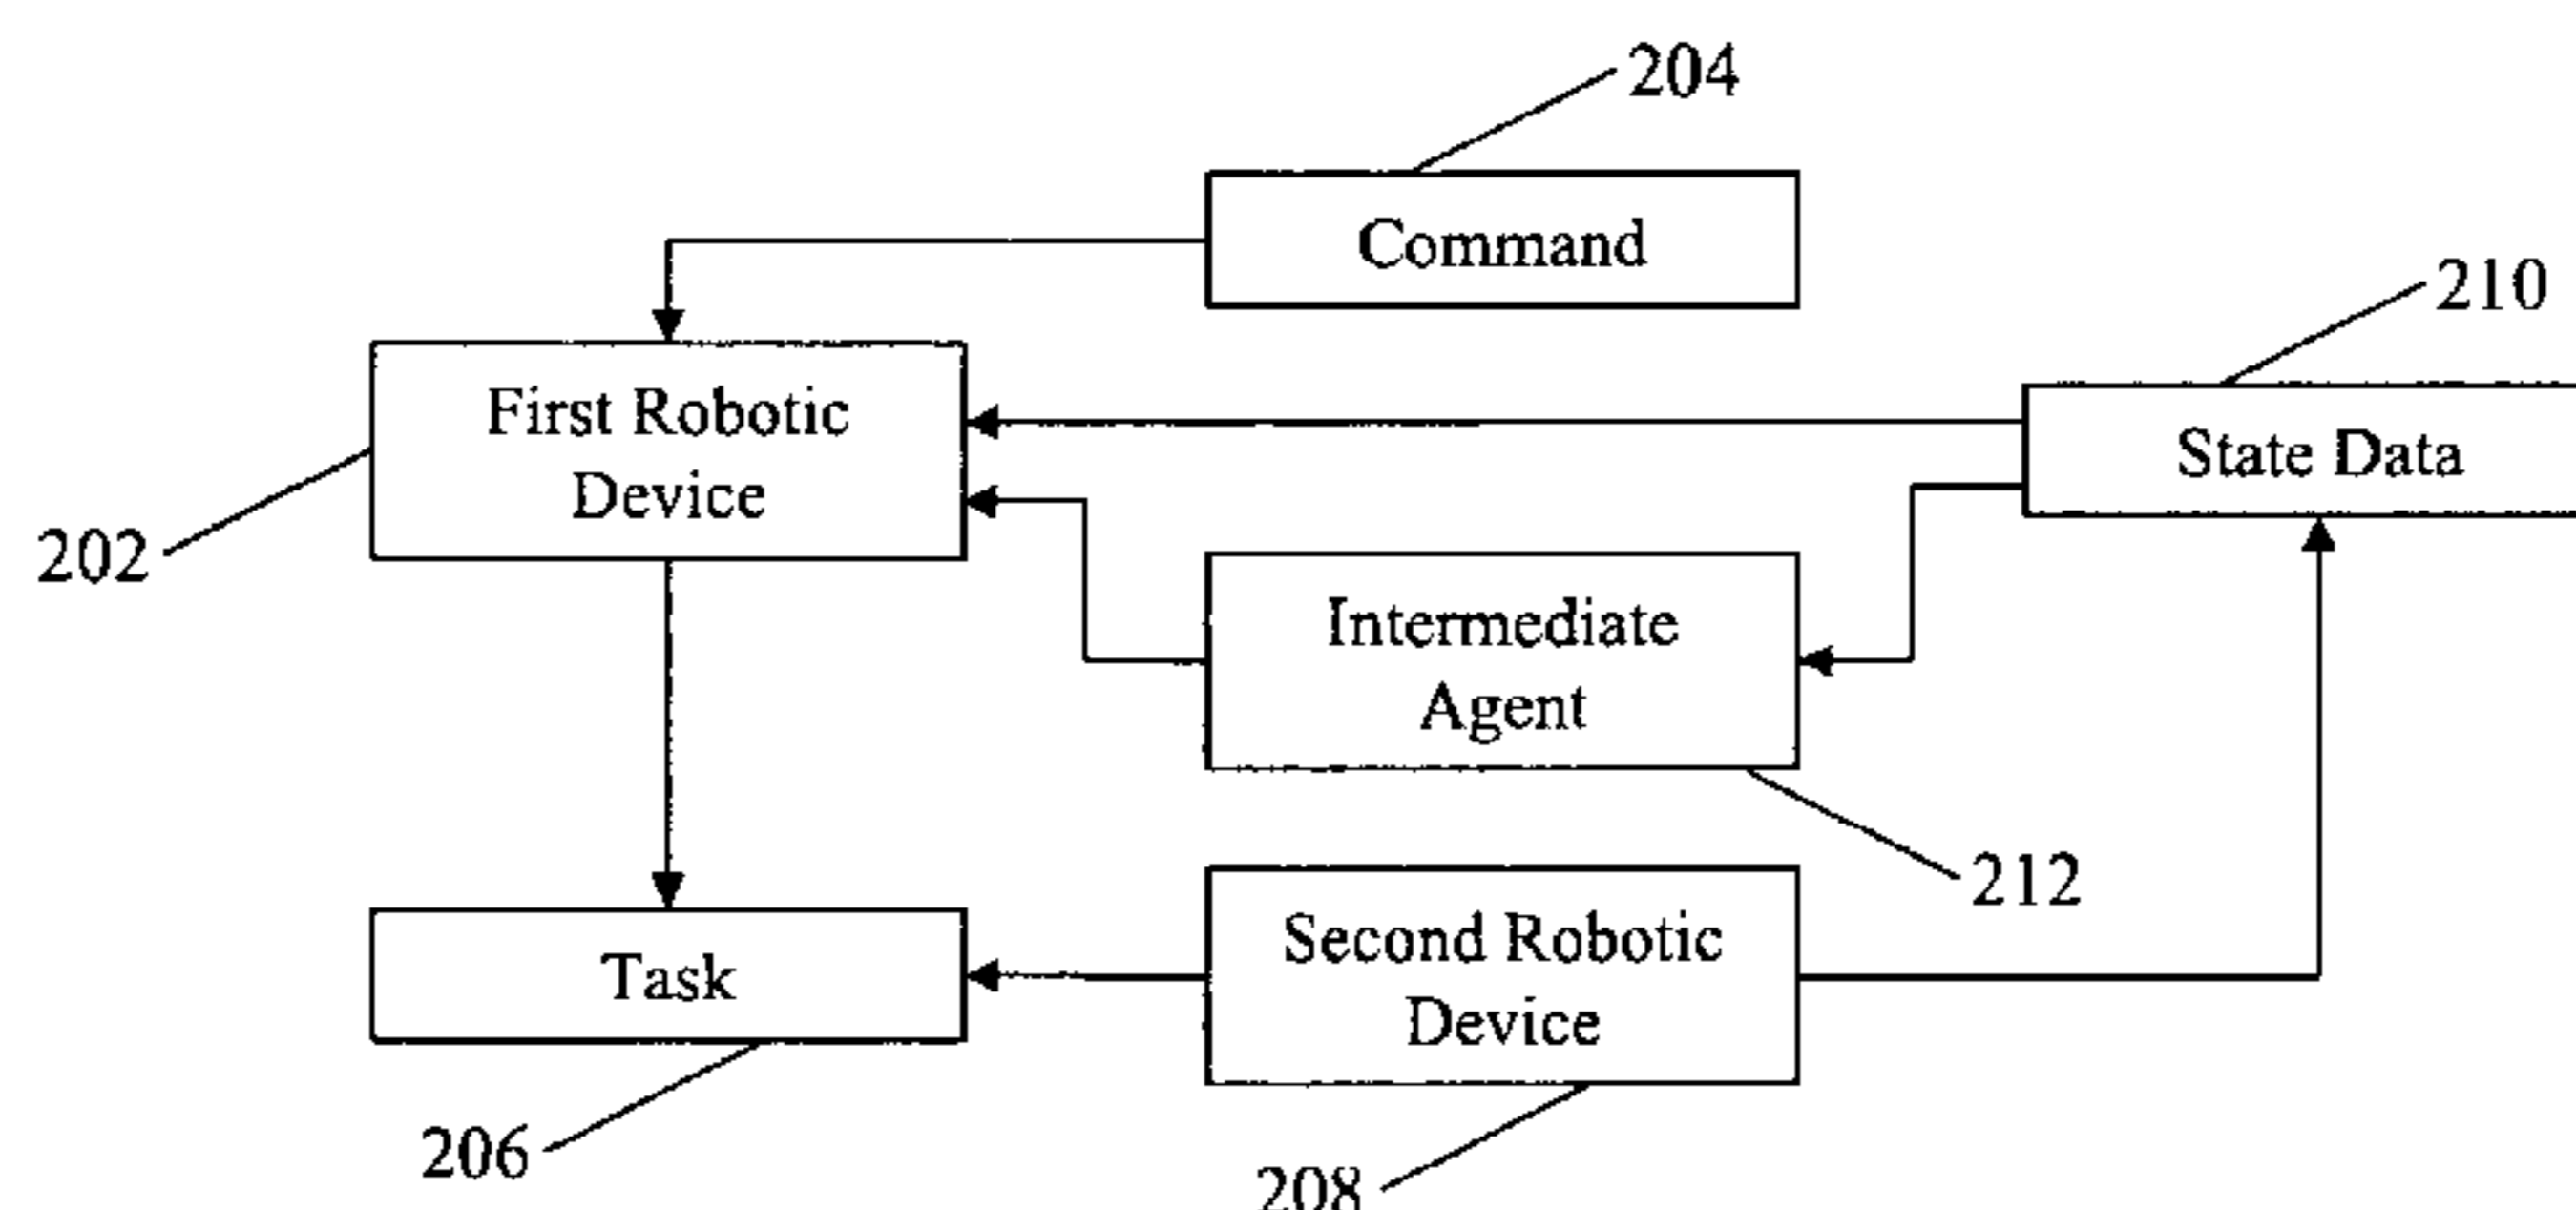 204
Command
210
First Robotic
Device
State Data
202
Intermediate
Agent
212
Second Robotic
Device
Task
206
208